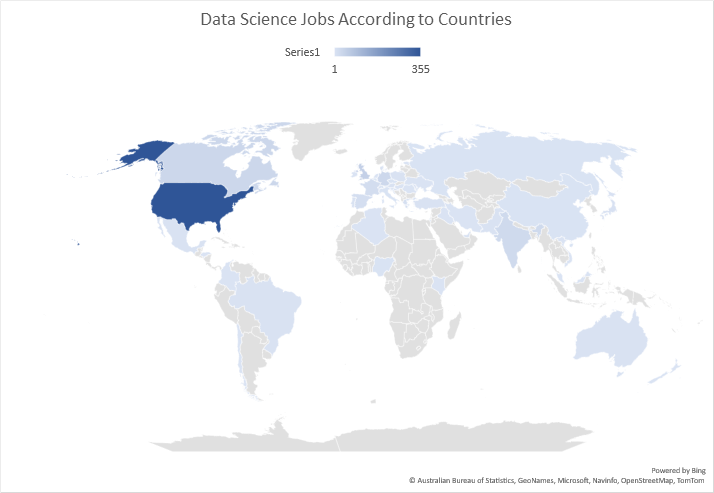 Data Science Jobs According to Countries
Series1
1 355
Powered by Bing
© Australian Bureau of Statistics, GeoNames, Microsoft, Navinfo, OpenStreetMap, TomTom